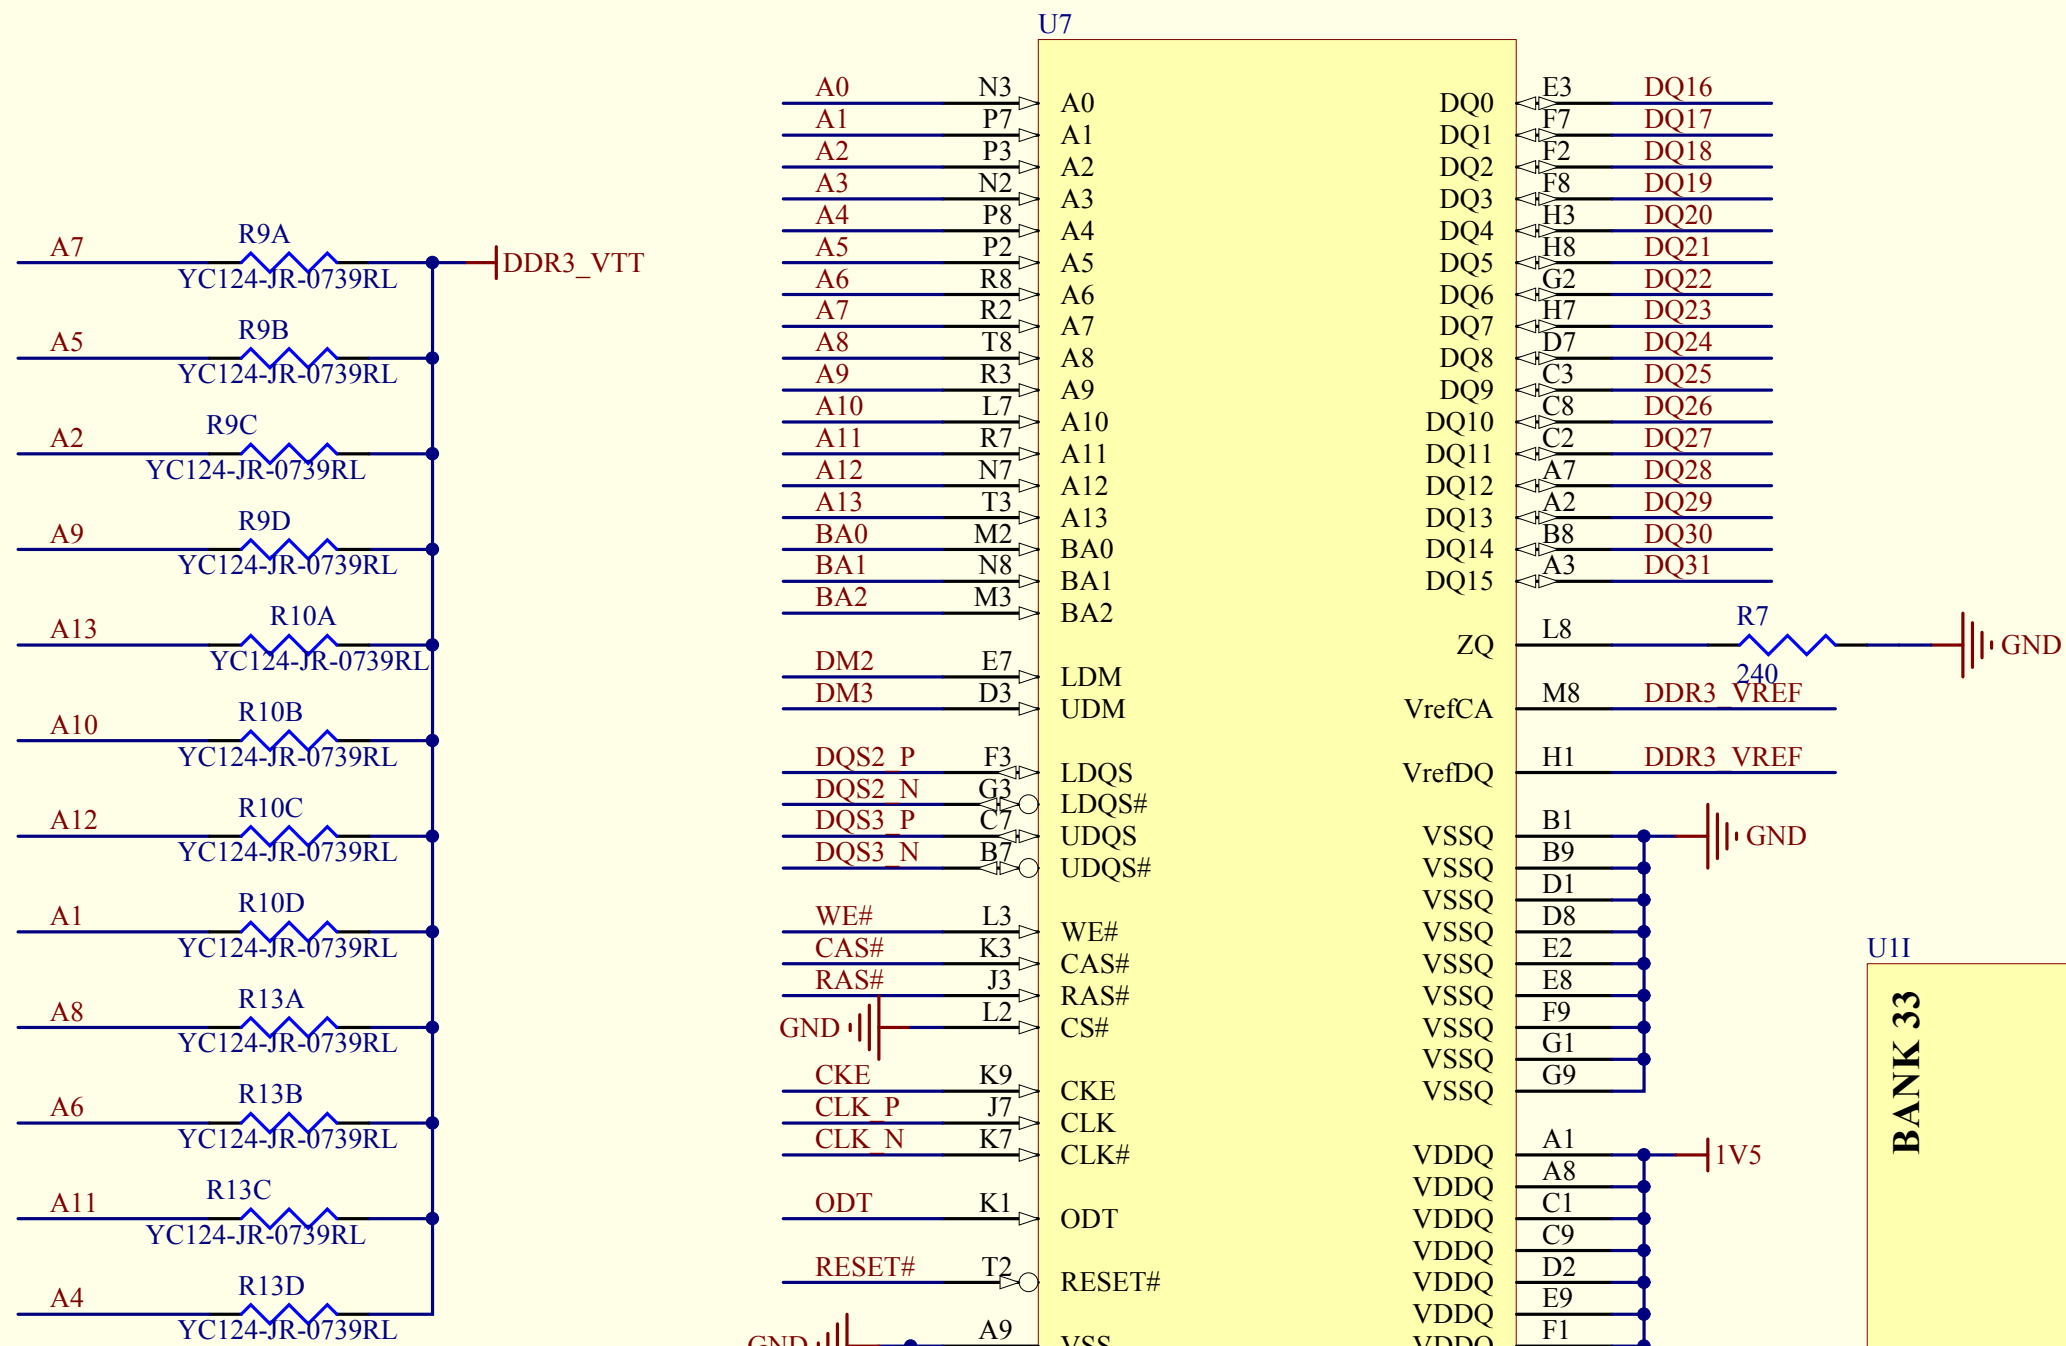 A7 R9A
YC124-JR-0739RL
DDR3_VTT
A5 R9B
YC124-JR-0739RL
A2 R9C
YC124-JR-0739RL
A9 R9D
YC124-JR-0739RL
A13 R10A
YC124-JR-0739RL
A10 R10B
YC124-JR-0739RL
A12 R10C
YC124-JR-0739RL
A1 R10D
YC124-JR-0739RL
A8 R13A
YC124-JR-0739RL
A6 R13B
YC124-JR-0739RL
A11 R13C
YC124-JR-0739RL
A4 R13D
YC124-JR-0739RL
U7
A0 N3 A0 DQ0 E3 DQ16
A1 P7 A1 DQ1 F7 DQ17
A2 P3 A2 DQ2 F2 DQ18
A3 N2 A3 DQ3 F8 DQ19
A4 P8 A4 DQ4 H3 DQ20
A5 P2 A5 DQ5 H8 DQ21
A6 R8 A6 DQ6 G2 DQ22
A7 R2 A7 DQ7 H7 DQ23
A8 T8 A8 DQ8 D7 DQ24
A9 R3 A9 DQ9 C3 DQ25
A10 L7 A10 DQ10 C8 DQ26
A11 R7 A11 DQ11 C2 DQ27
A12 N7 A12 DQ12 A7 DQ28
A13 T3 A13 DQ13 A2 DQ29
BA0 M2 BA0 DQ14 B8 DQ30
BA1 N8 BA1 DQ15 A3 DQ31
BA2 M3 BA2
ZQ L8 R7 GND
240
DM2 E7 LDM
DM3 D3 UDM VrefCA M8 DDR3_VREF
DQS2_P F3 LDQS VrefDQ H1 DDR3_VREF
DQS2_N G3 LDQS#
DQS3_P C7 UDQS VSSQ B1 GND
DQS3_N B7 UDQS# VSSQ B9
VSSQ D1
WE# L3 WE# VSSQ D8
CAS# K3 CAS# VSSQ E2
RAS# J3 RAS# VSSQ E8
GND L2 CS# VSSQ F9
VSSQ G1
CKE K9 CKE VSSQ G9
CLK_P J7 CLK
CLK_N K7 CLK# VDDQ A1 1V5
VDDQ A8
ODT K1 ODT VDDQ C1
VDDQ C9
RESET# T2 RESET# VDDQ D2
VDDQ E9
GND A9 VSS VDDQ F1
U1I
BANK 33